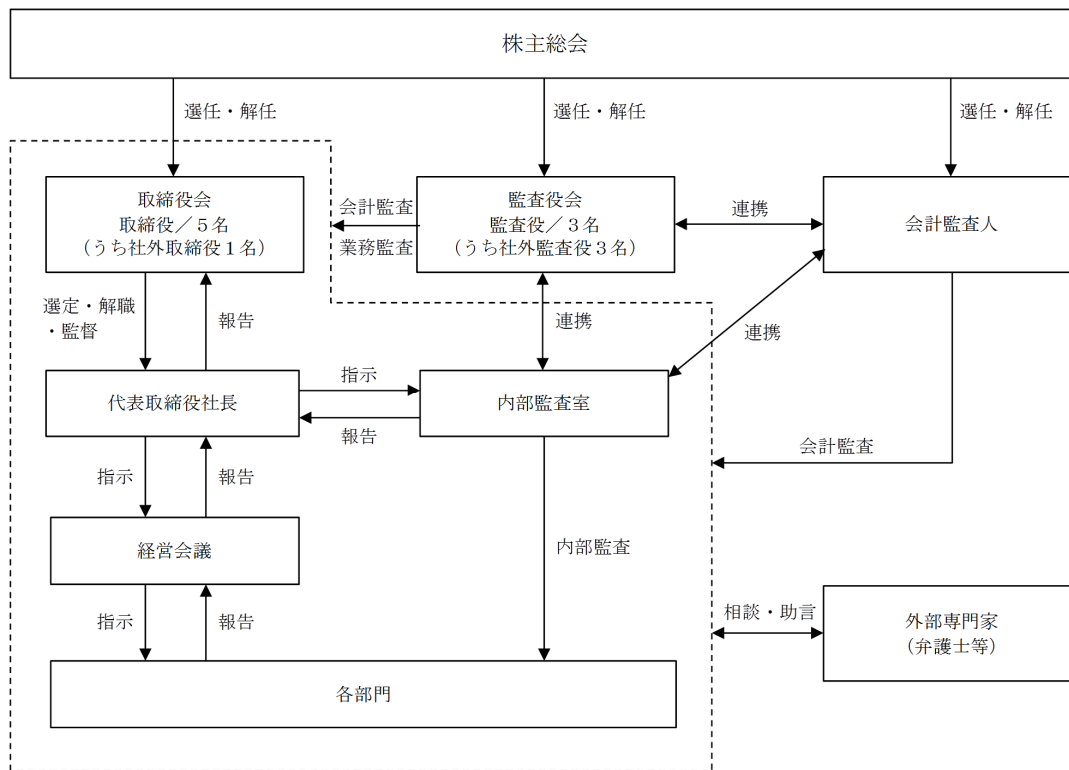 株主総会
選任・解任
選任・解任
選任・解任
取締役会
取締役／５名
（うち社外取締役１名）
会計監査
業務監査
監査役会
監査役／３名
（うち社外監査役３名）
連携
会計監査人
選定・解職
・監督
報告
連携
連携
代表取締役社長
指示
報告
内部監査室
会計監査
指示
報告
経営会議
内部監査
指示
報告
相談・助言
外部専門家
（弁護士等）
各部門